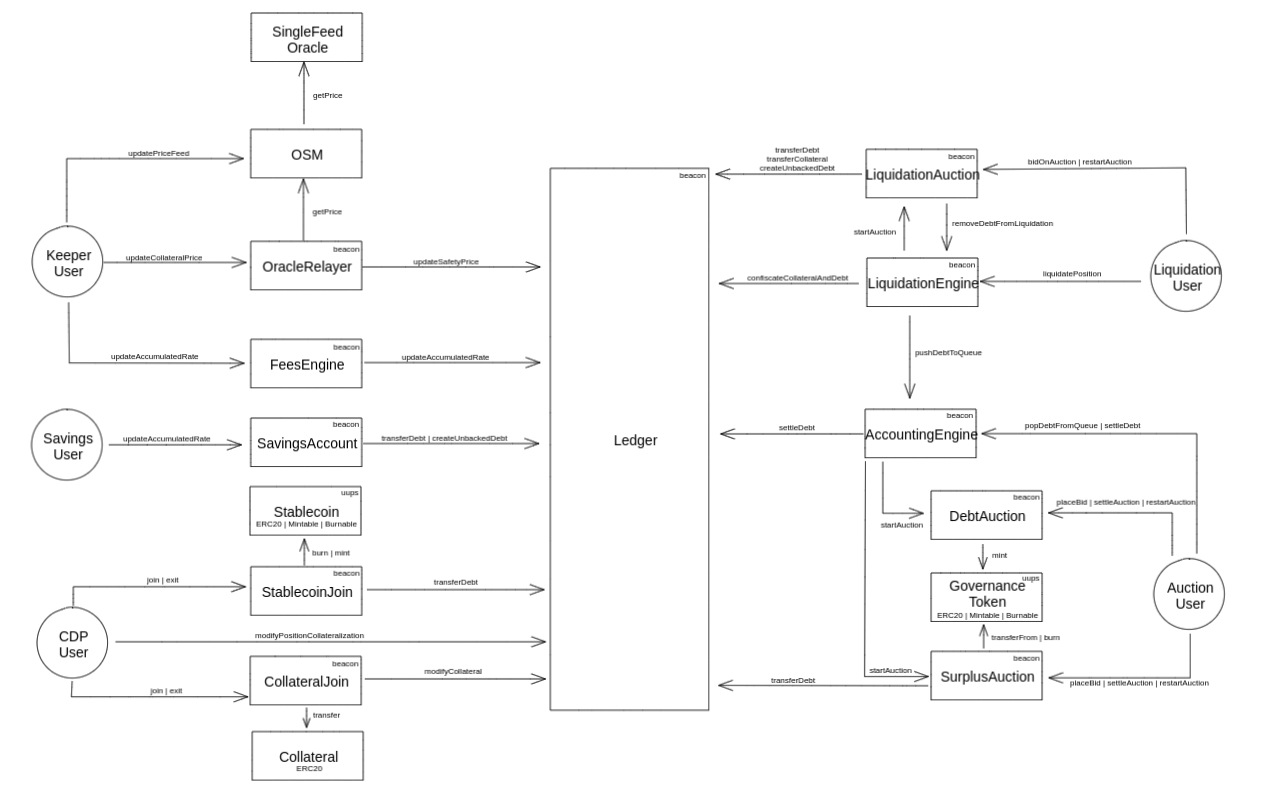 SingleFeed
Oracle
getPrice
updatePriceFeed
OSM
getPrice
Keeper
User
updateCollateralPrice
beacon
OracleRelayer
updateSafetyPrice
updateAccumulatedRate
beacon
FeesEngine
updateAccumulatedRate
Savings
User
updateAccumulatedRate
beacon
SavingsAccount
transferDebt | createUnbackedDebt
uups
Stablecoin
ERC20 | Mintable | Burnable
burn | mint
join | exit
beacon
StablecoinJoin
transferDebt
CDP
User
modifyPositionCollateralization
join | exit
beacon
CollateralJoin
modifyCollateral
transfer
Collateral
ERC20
beacon
Ledger
transferDebt
transferCollateral
createUnbackedDebt
beacon
LiquidationAuction
bidOnAuction | restartAuction
startAuction
removeDebtFromLiquidation
confiscateCollateralAndDebt
beacon
LiquidationEngine
liquidatePosition
Liquidation
User
pushDebtToQueue
settleDebt
beacon
AccountingEngine
popDebtFromQueue | settleDebt
startAuction
beacon
DebtAuction
placeBid | settleAuction | restartAuction
mint
uups
Governance
Token
ERC20 | Mintable | Burnable
Auction
User
transferFrom | burn
startAuction
beacon
SurplusAuction
transferDebt
placeBid | settleAuction | restartAuction